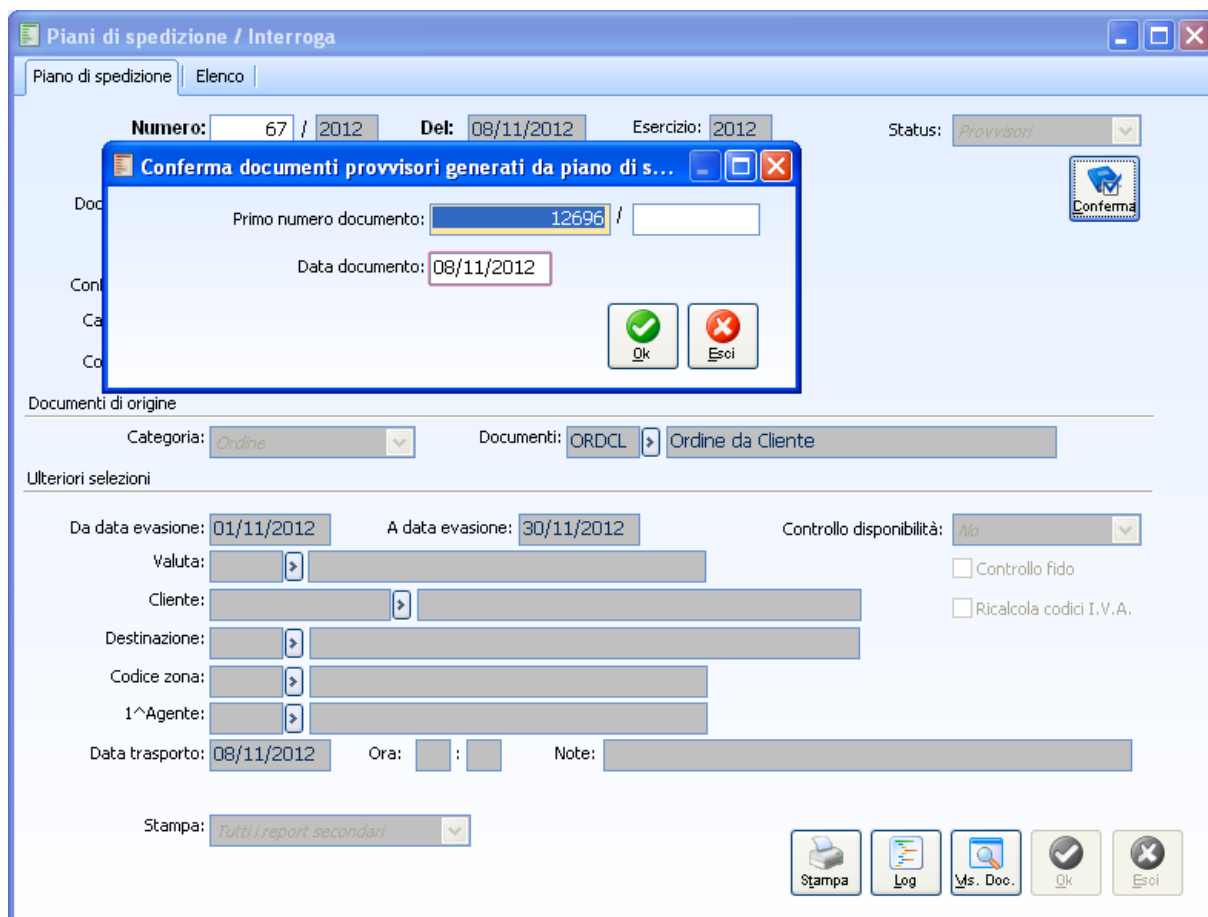 Piani di spedizione / Interroga
Piano di spedizione Elenco
Numero: 67 / 2012 Del: 08/11/2012 Esercizio: 2012 Status: Provvisori
Conferma documenti provvisori generati da piano di s...
Conferma
Primo numero documento: 12696 /
Data documento: 08/11/2012
Ok Esci
Documenti di origine
Categoria: Ordine Documenti: ORDCL Ordine da Cliente
Ulteriori selezioni
Da data evasione: 01/11/2012 A data evasione: 30/11/2012 Controllo disponibilità: No
Valuta: Controllo fido
Cliente: Ricalcola codici I.V.A.
Destinazione:
Codice zona:
1^Agente:
Data trasporto: 08/11/2012 Ora: : Note:
Stampa: Tutti i report secondari
Stampa Log Vis. Doc. Ok Esci